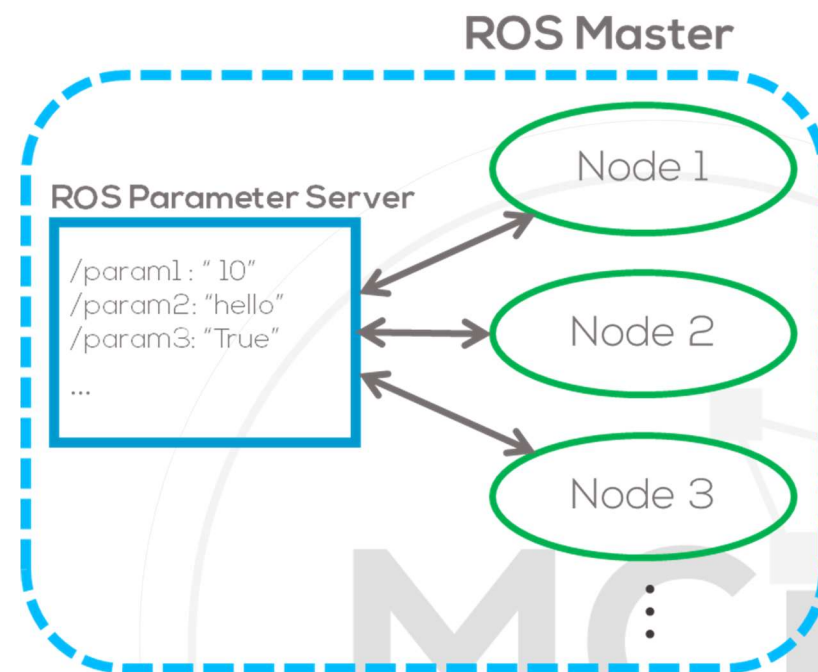 ROS Master
ROS Parameter Server
/param1 : " 10"
/param2: "hello"
/param3: "True"
...
Node 1
Node 2
Node 3